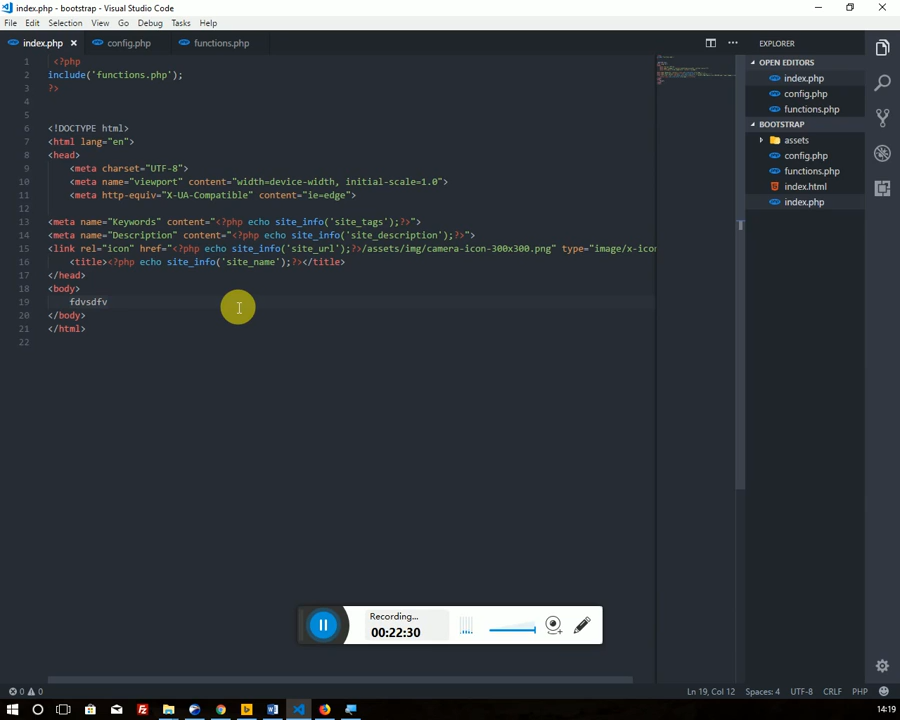 index.php - bootstrap - Visual Studio Code
File Edit Selection View Go Debug Tasks Help
index.php config.php functions.php
EXPLORER
1 <?php
2 include('functions.php');
3 ?>
4
5
6 <!DOCTYPE html>
7 <html lang="en">
8 <head>
9 <meta charset="UTF-8">
10 <meta name="viewport" content="width=device-width, initial-scale=1.0">
11 <meta http-equiv="X-UA-Compatible" content="ie=edge">
12
13 <meta name="Keywords" content="<?php echo site_info('site_tags');?>">
14 <meta name="Description" content="<?php echo site_info('site_description');?>">
15 <link rel="icon" href="<?php echo site_info('site_url');?>/assets/img/camera-icon-300x300.png" type="image/x-icon
16 <title><?php echo site_info('site_name');?></title>
17 </head>
18 <body>
19 fdvsdfv
20 </body>
21 </html>
22
OPEN EDITORS
index.php
config.php
functions.php
BOOTSTRAP
assets
config.php
functions.php
index.html
index.php
Recording...
00:22:30
0 0
Ln 19, Col 12 Spaces: 4 UTF-8 CRLF PHP
14:19